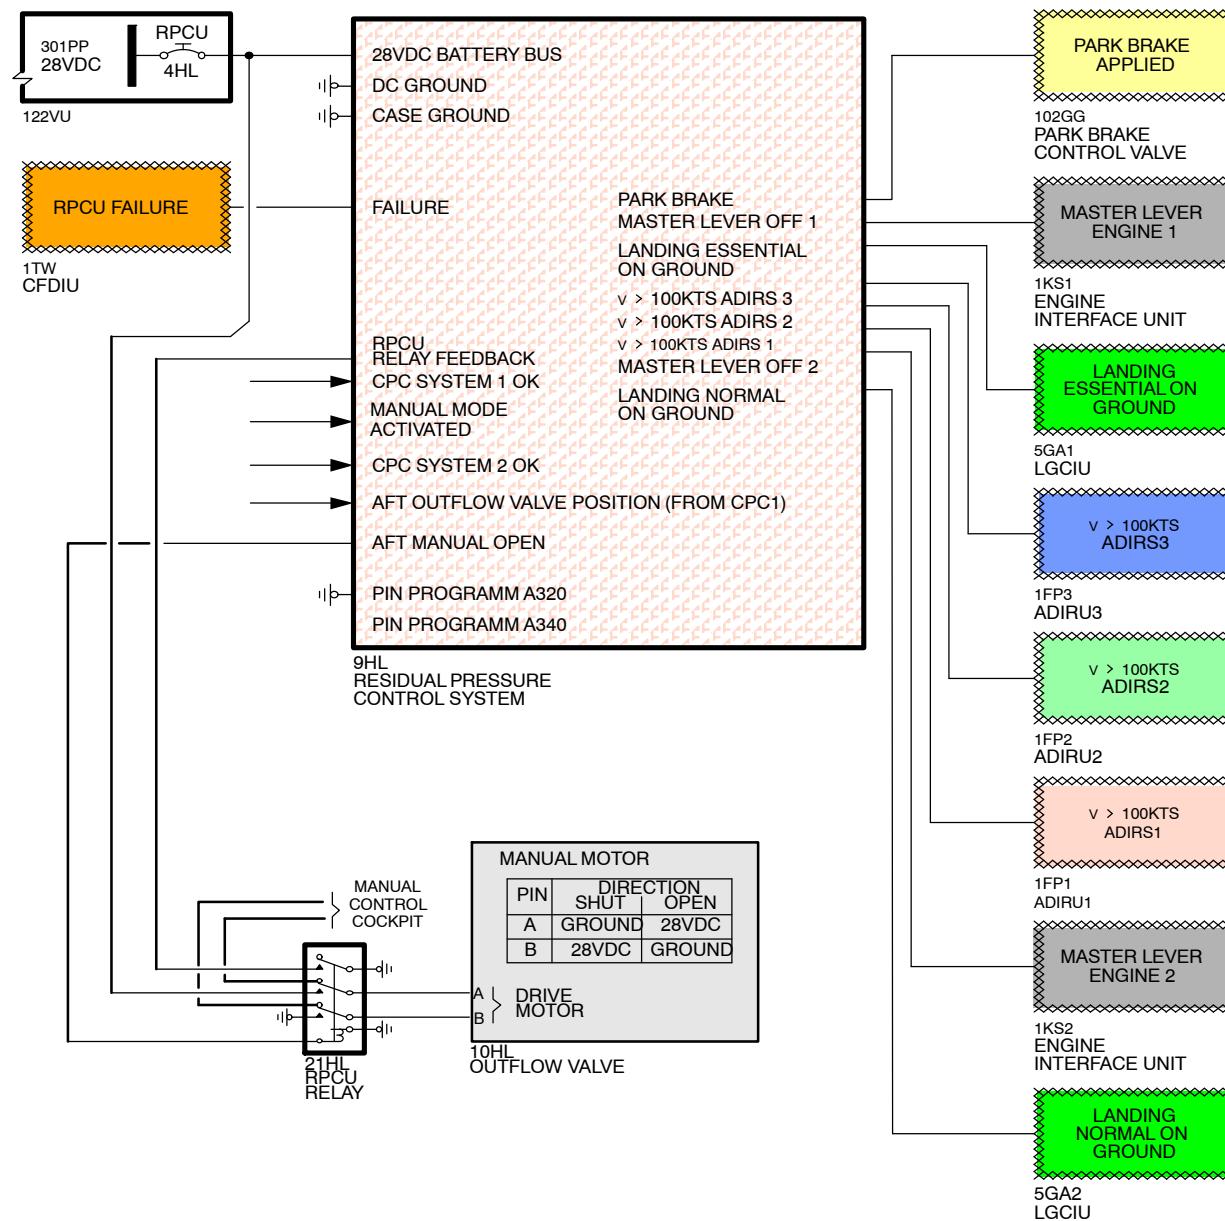 301PP
28VDC
RPCU
4HL
122VU
RPCU FAILURE
1TW
CFDIU
28VDC BATTERY BUS
DC GROUND
CASE GROUND
FAILURE
RPCU
RELAY FEEDBACK
CPC SYSTEM 1 OK
MANUAL MODE
ACTIVATED
CPC SYSTEM 2 OK
AFT OUTFLOW VALVE POSITION (FROM CPC1)
AFT MANUAL OPEN
PIN PROGRAMM A320
PIN PROGRAMM A340
PARK BRAKE
MASTER LEVER OFF 1
LANDING ESSENTIAL
ON GROUND
V > 100KTS ADIRS 3
V > 100KTS ADIRS 2
V > 100KTS ADIRS 1
MASTER LEVER OFF 2
LANDING NORMAL
ON GROUND
9HL
RESIDUAL PRESSURE
CONTROL SYSTEM
PARK BRAKE
APPLIED
102GG
PARK BRAKE
CONTROL VALVE
MASTER LEVER
ENGINE 1
1KS1
ENGINE
INTERFACE UNIT
LANDING
ESSENTIAL ON
GROUND
5GA1
LGCIU
V > 100KTS
ADIRS3
1FP3
ADIRU3
V > 100KTS
ADIRS2
1FP2
ADIRU2
V > 100KTS
ADIRS1
1FP1
ADIRU1
MASTER LEVER
ENGINE 2
1KS2
ENGINE
INTERFACE UNIT
LANDING
NORMAL ON
GROUND
5GA2
LGCIU
MANUAL
CONTROL
COCKPIT
21HL
RPCU
RELAY
MANUAL MOTOR
PIN DIRECTION
SHUT OPEN
A GROUND 28VDC
B 28VDC GROUND
A
B
DRIVE
MOTOR
10HL
OUTFLOW VALVE